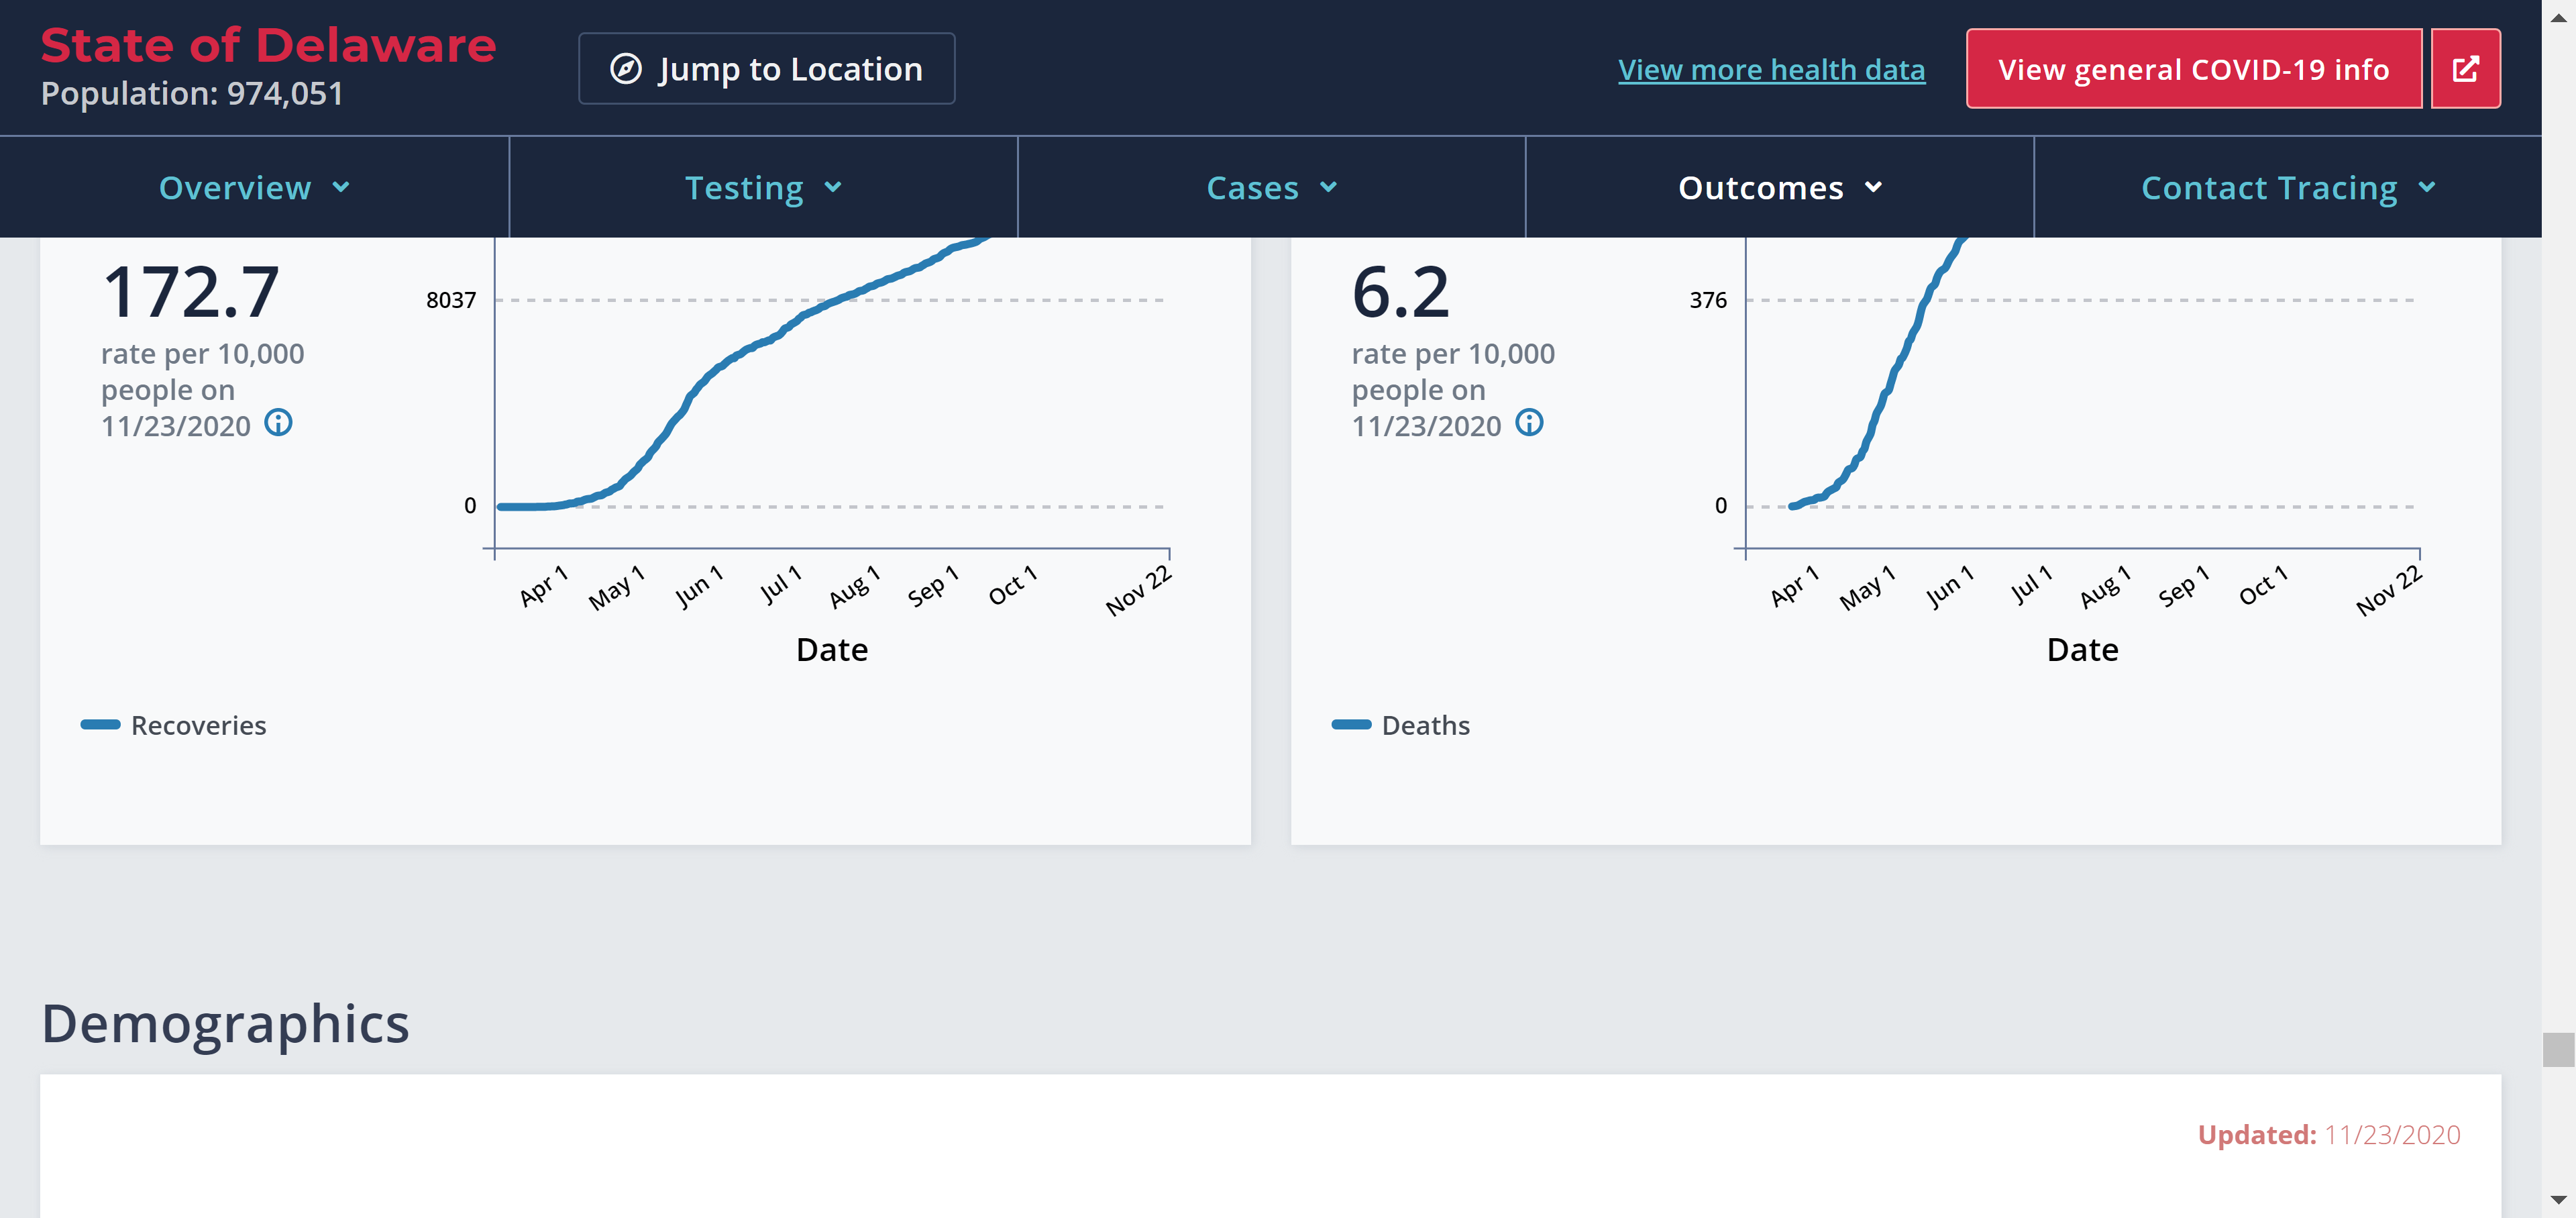 State of Delaware
Population: 974,051
Jump to Location
View more health data
View general COVID-19 info
Overview
Testing
Cases
Outcomes
Contact Tracing
172.7
rate per 10,000
people on
11/23/2020
8037
0
Apr 1
May 1
Jun 1
Jul 1
Aug 1
Sep 1
Oct 1
Nov 22
Date
Recoveries
6.2
rate per 10,000
people on
11/23/2020
376
0
Apr 1
May 1
Jun 1
Jul 1
Aug 1
Sep 1
Oct 1
Nov 22
Date
Deaths
Demographics
Updated: 11/23/2020